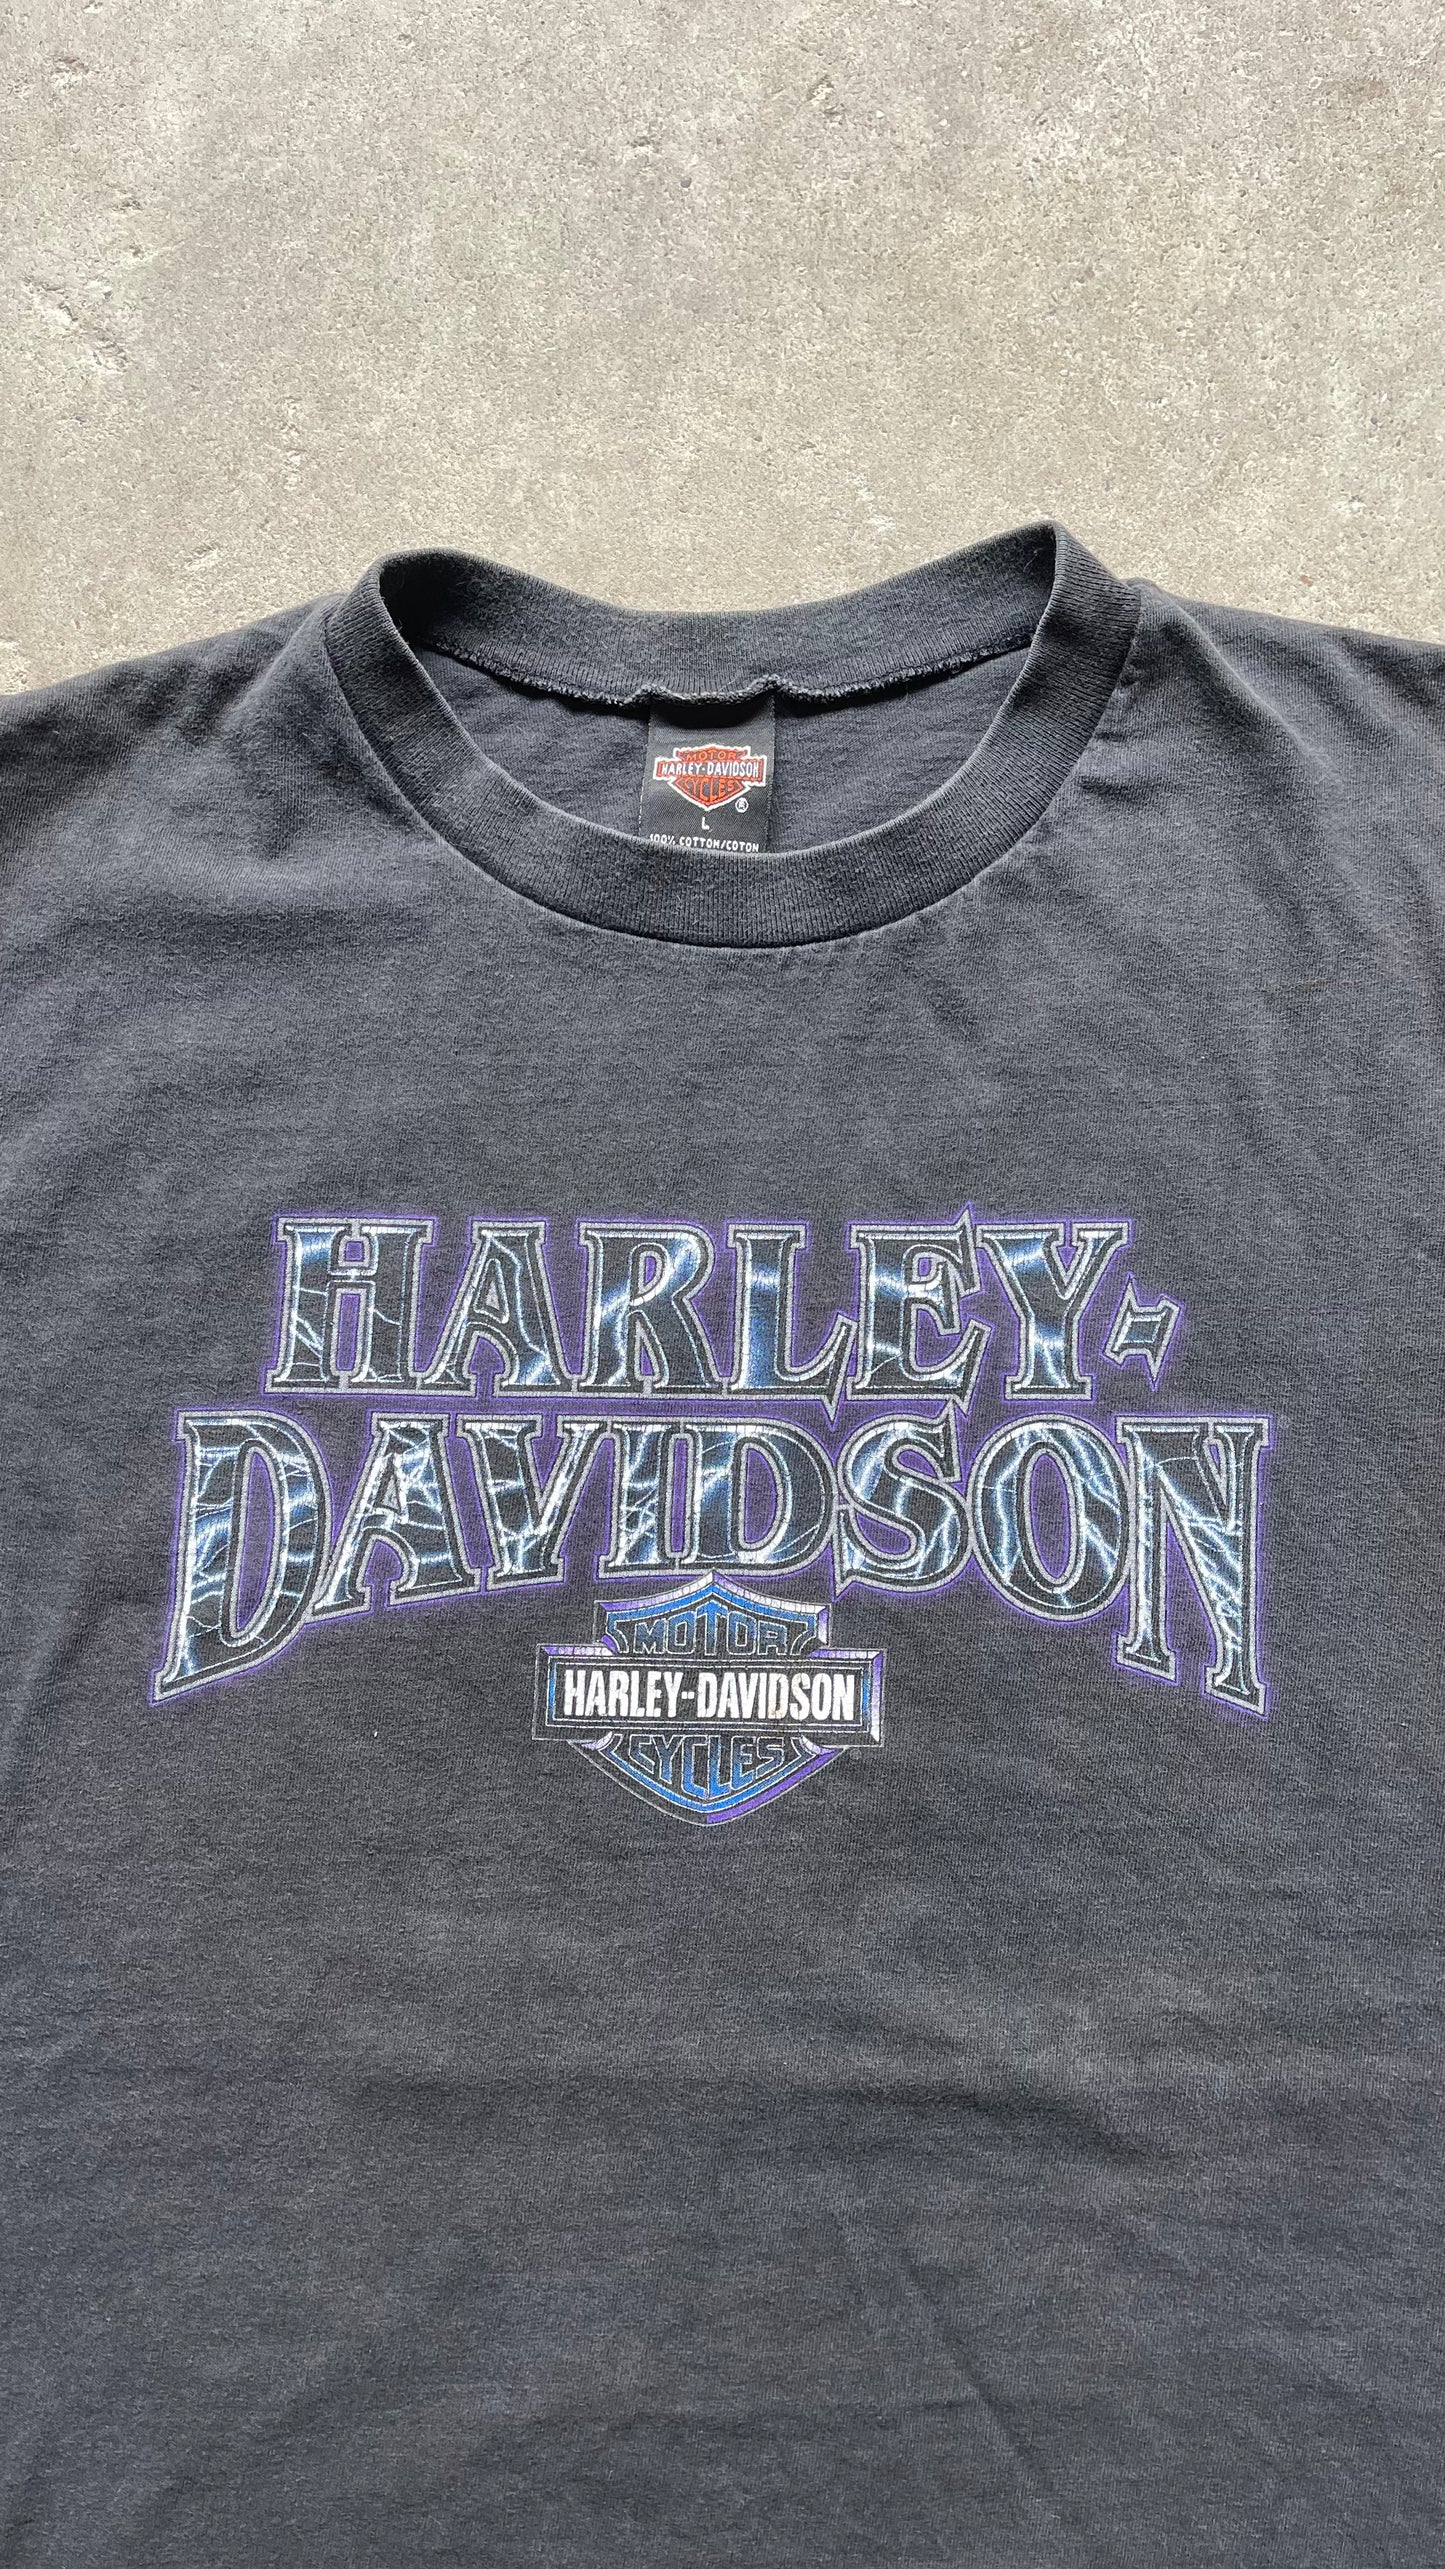 MOTOR
HARLEY-DAVIDSON
CYCLES
®
L
100% COTTON/COTON
HARLEY-
DAVIDSON
MOTOR
HARLEY-DAVIDSON
CYCLES